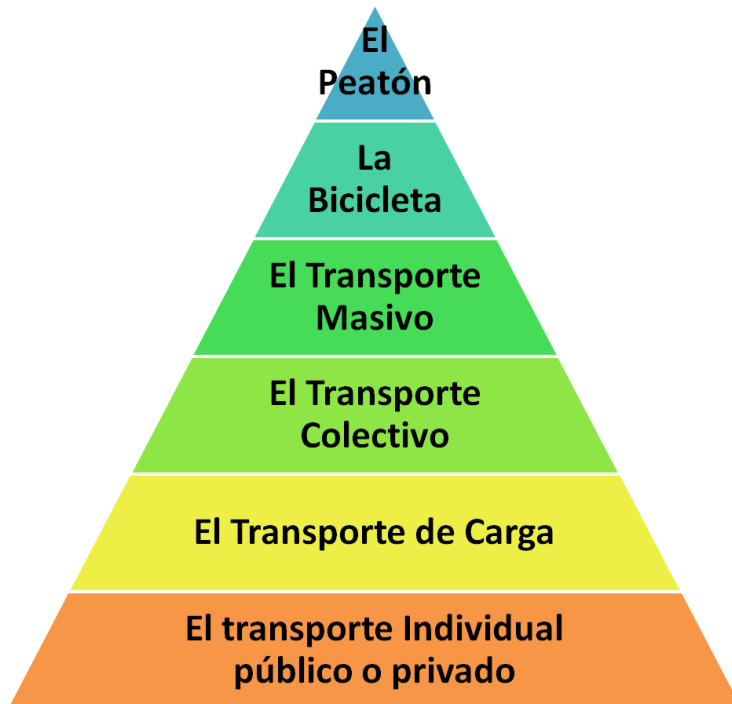 El
Peatón
La
Bicicleta
El Transporte
Masivo
El Transporte
Colectivo
El Transporte de Carga
El transporte Individual
público o privado